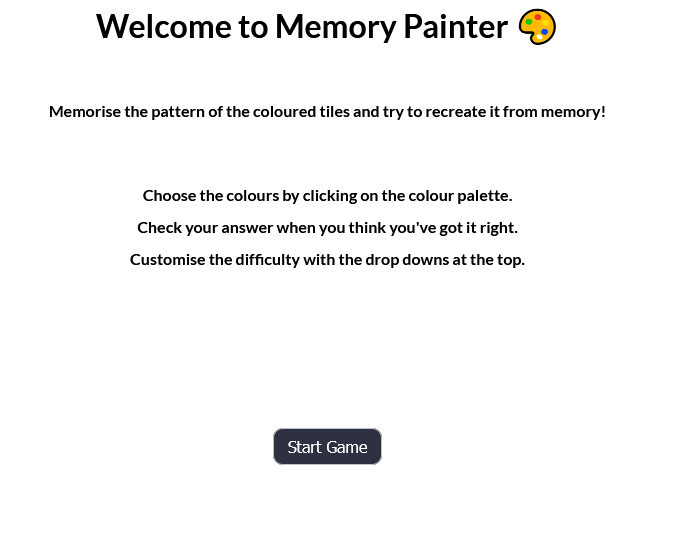 Welcome to Memory Painter 🎨
Memorise the pattern of the coloured tiles and try to recreate it from memory!
Choose the colours by clicking on the colour palette.
Check your answer when you think you've got it right.
Customise the difficulty with the drop downs at the top.
Start Game